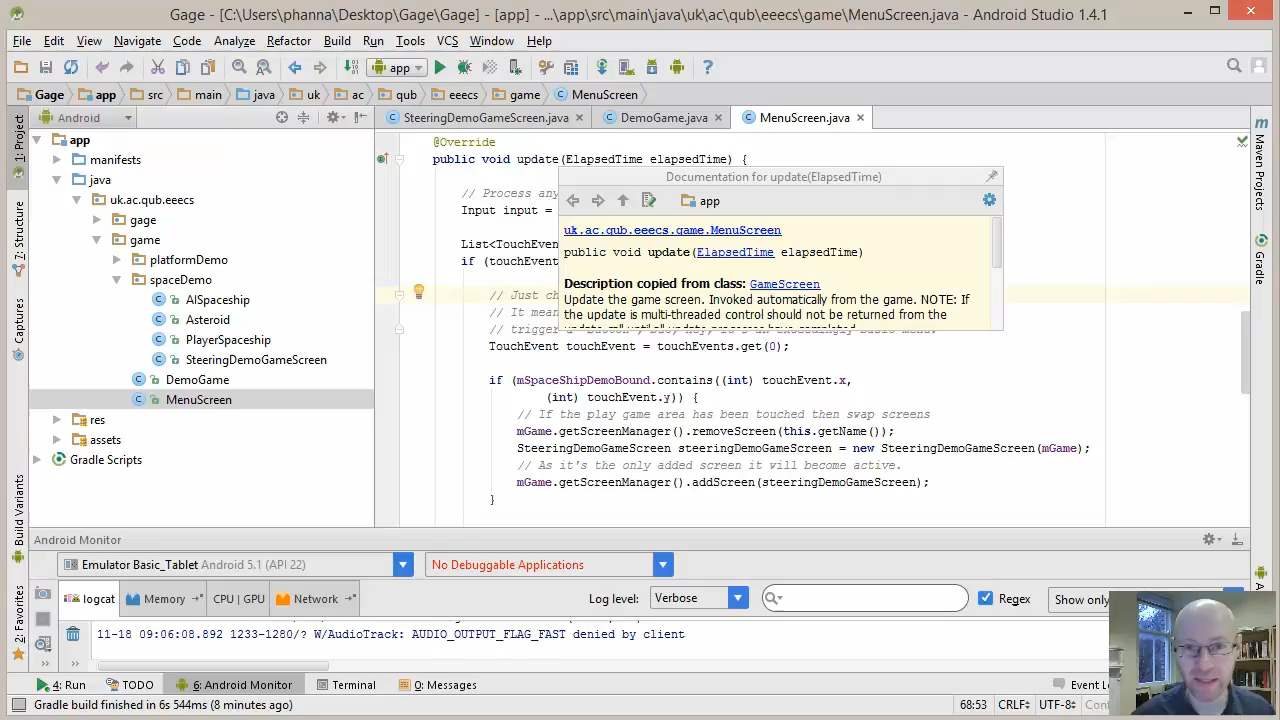 Gage - [C:\Users\phanna\Desktop\Gage\Gage] - [app] - ...\app\src\main\java\uk\ac\qub\eeecs\game\MenuScreen.java - Android Studio 1.4.1
File Edit View Navigate Code Analyze Refactor Build Run Tools VCS Window Help
app
Gage app src main java uk ac qub eeecs game MenuScreen
Android
SteeringDemoGameScreen.java DemoGame.java MenuScreen.java
1: Project
7: Structure
Captures
Build Variants
2: Favorites
app
manifests
java
uk.ac.qub.eeecs
gage
game
platformDemo
spaceDemo
AISpaceship
Asteroid
PlayerSpaceship
SteeringDemoGameScreen
DemoGame
MenuScreen
res
assets
Gradle Scripts
@Override
public void update(ElapsedTime elapsedTime) {
// Process any
Input input =
List<TouchEven
if (touchEvent
// Just ch
// It mean
TouchEvent touchEvent = touchEvents.get(0);
if (mSpaceShipDemoBound.contains((int) touchEvent.x,
(int) touchEvent.y)) {
// If the play game area has been touched then swap screens
mGame.getScreenManager().removeScreen(this.getName());
SteeringDemoGameScreen steeringDemoGameScreen = new SteeringDemoGameScreen(mGame);
// As it's the only added screen it will become active.
mGame.getScreenManager().addScreen(steeringDemoGameScreen);
}
Documentation for update(ElapsedTime)
app
uk.ac.qub.eeecs.game.MenuScreen
public void update(ElapsedTime elapsedTime)
Description copied from class: GameScreen
Update the game screen. Invoked automatically from the game. NOTE: If
the update is multi-threaded control should not be returned from the
Maven Projects
Gradle
Android Monitor
Emulator Basic_Tablet Android 5.1 (API 22) No Debuggable Applications
logcat Memory CPU | GPU Network Log level: Verbose Regex Show only
11-18 09:06:08.892 1233-1280/? W/AudioTrack: AUDIO_OUTPUT_FLAG_FAST denied by client
4: Run TODO 6: Android Monitor Terminal 0: Messages Event
Gradle build finished in 6s 544ms (8 minutes ago) 68:53 CRLF UTF-8